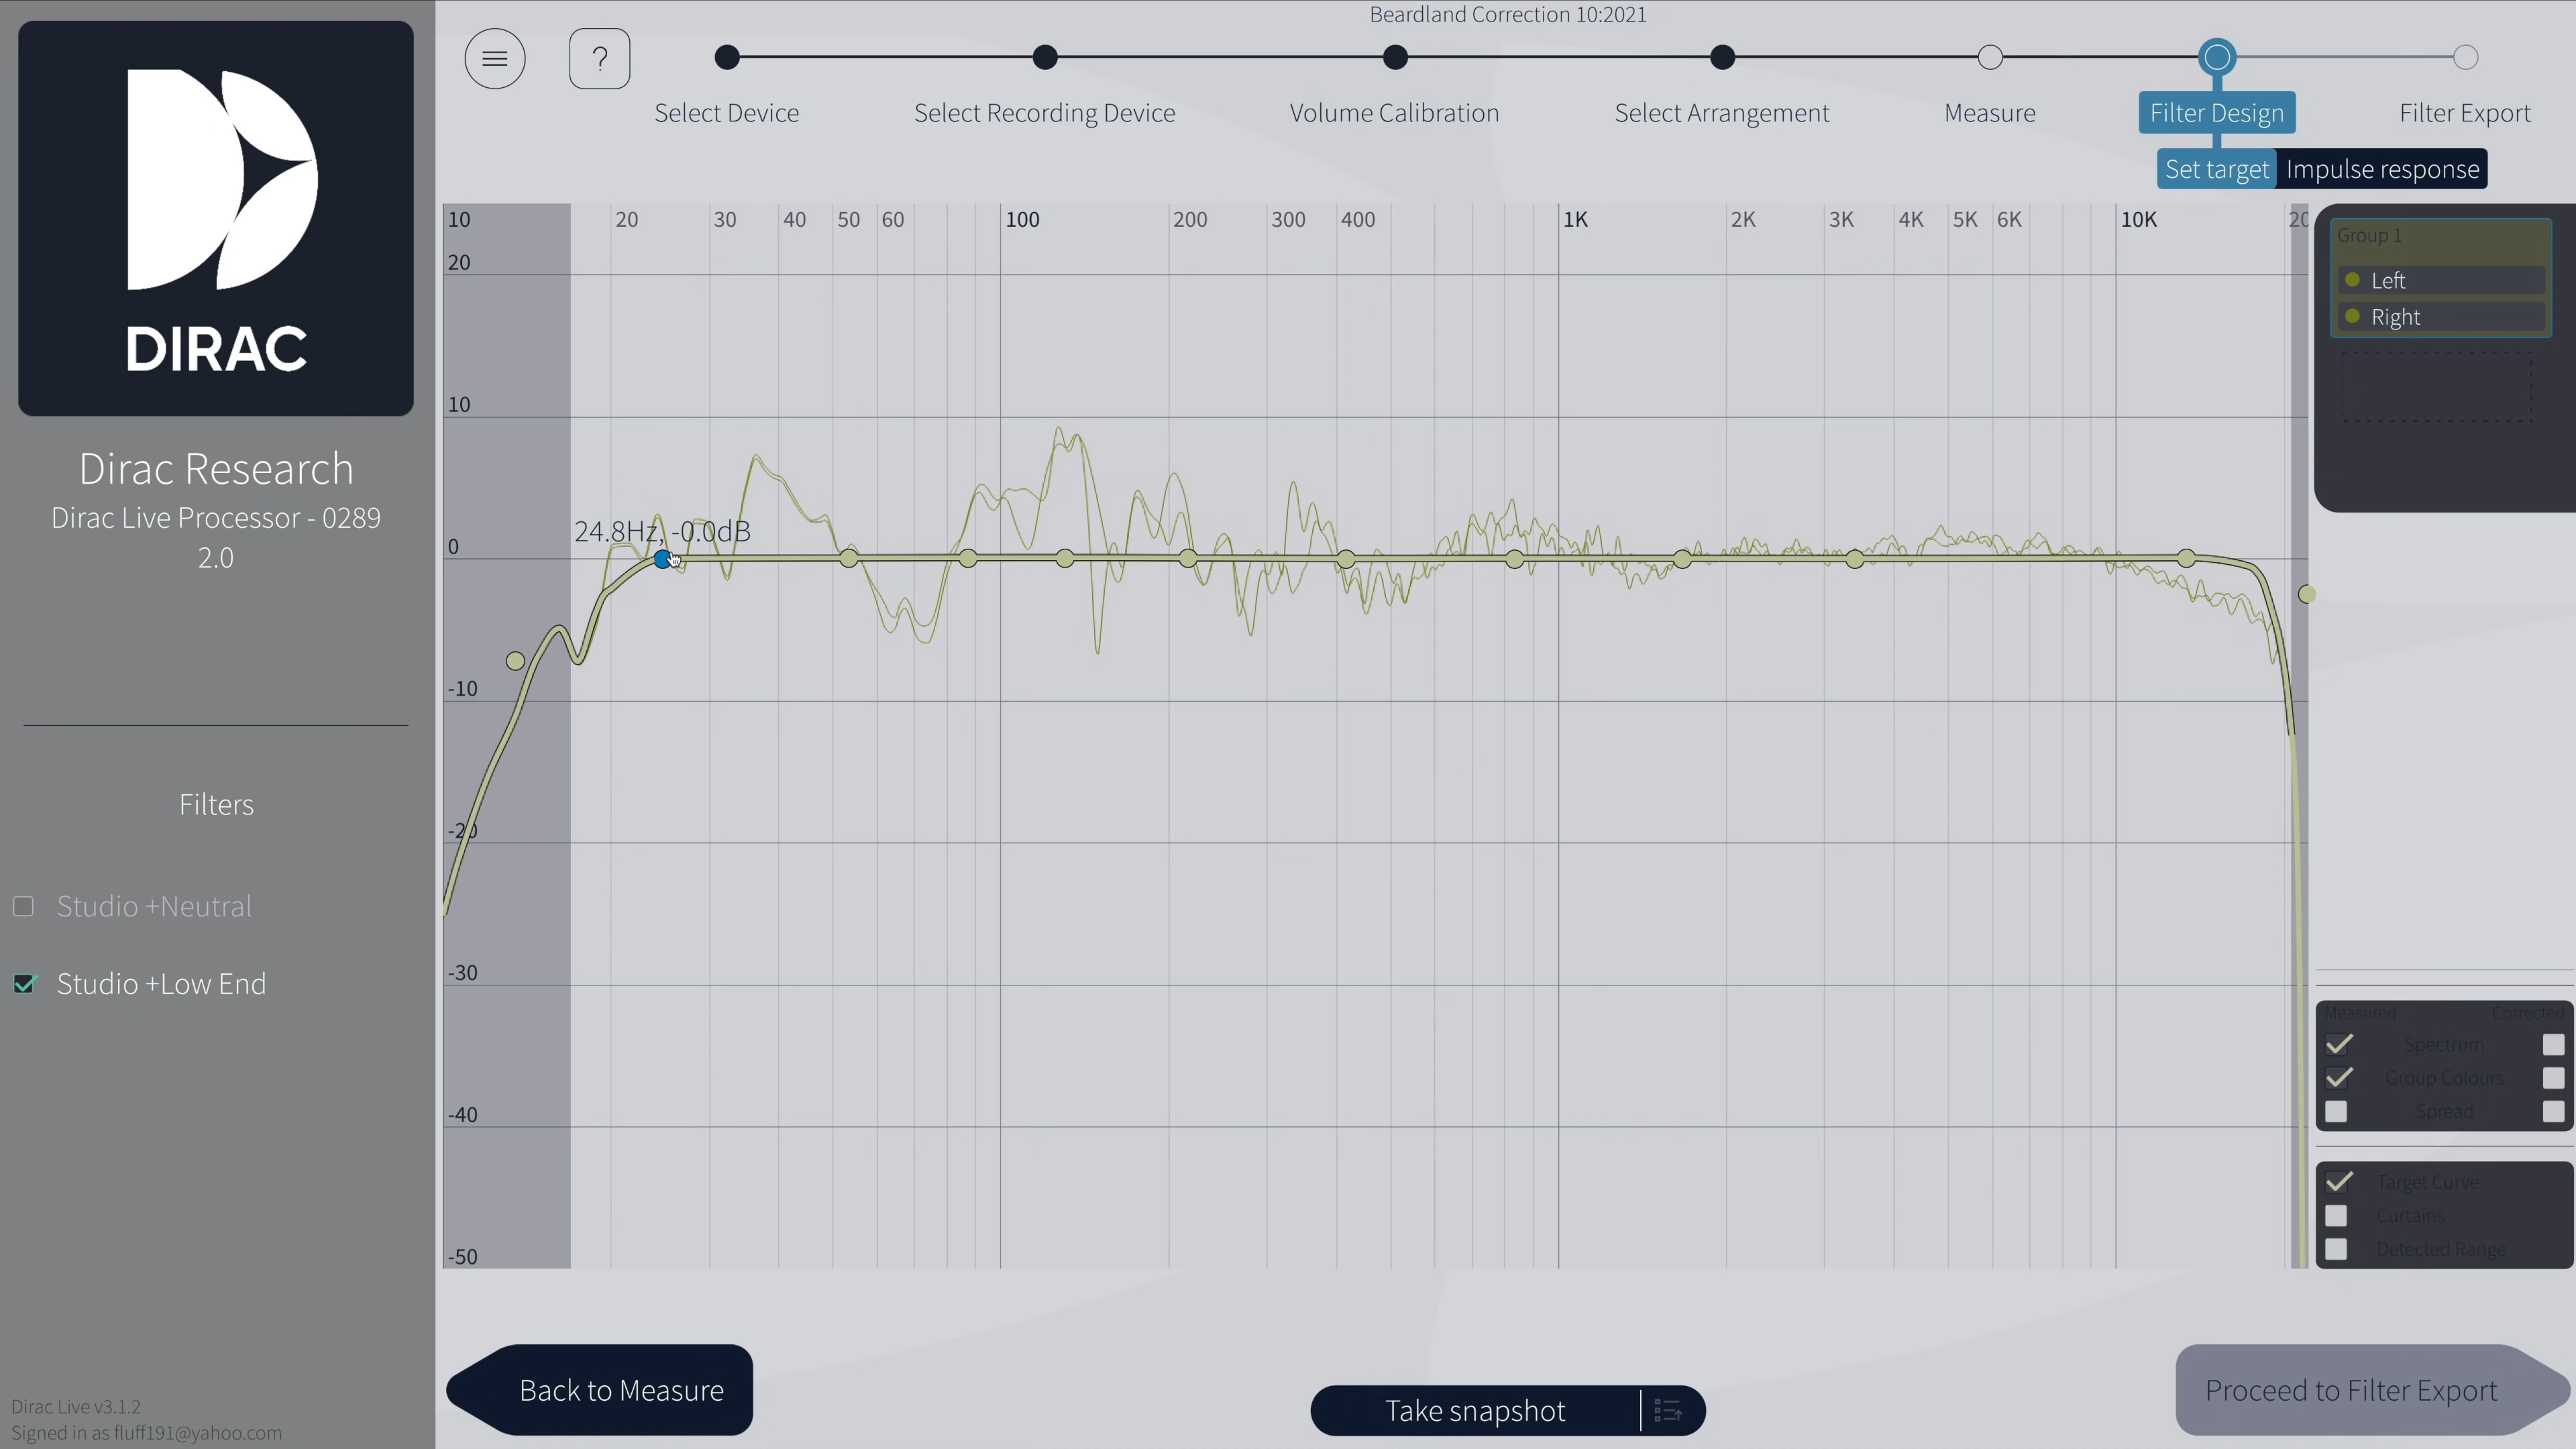 Beardland Correction 10:2021
?
Select Device
Select Recording Device
Volume Calibration
Select Arrangement
Measure
Filter Design
Filter Export
Set target
Impulse response
DIRAC
Dirac Research
Dirac Live Processor - 0289
2.0
Filters
Studio +Neutral
Studio +Low End
Dirac Live v3.1.2
Signed in as fluff191@yahoo.com
10 20 30 40 50 60 100 200 300 400 1K 2K 3K 4K 5K 6K 10K 20
20
10
0
-10
-20
-30
-40
-50
24.8Hz, -0.0dB
Group 1
Left
Right
Measured Corrected
Spectrum
Group Colours
Spread
Target Curve
Curtains
Detected Range
Back to Measure
Take snapshot
Proceed to Filter Export